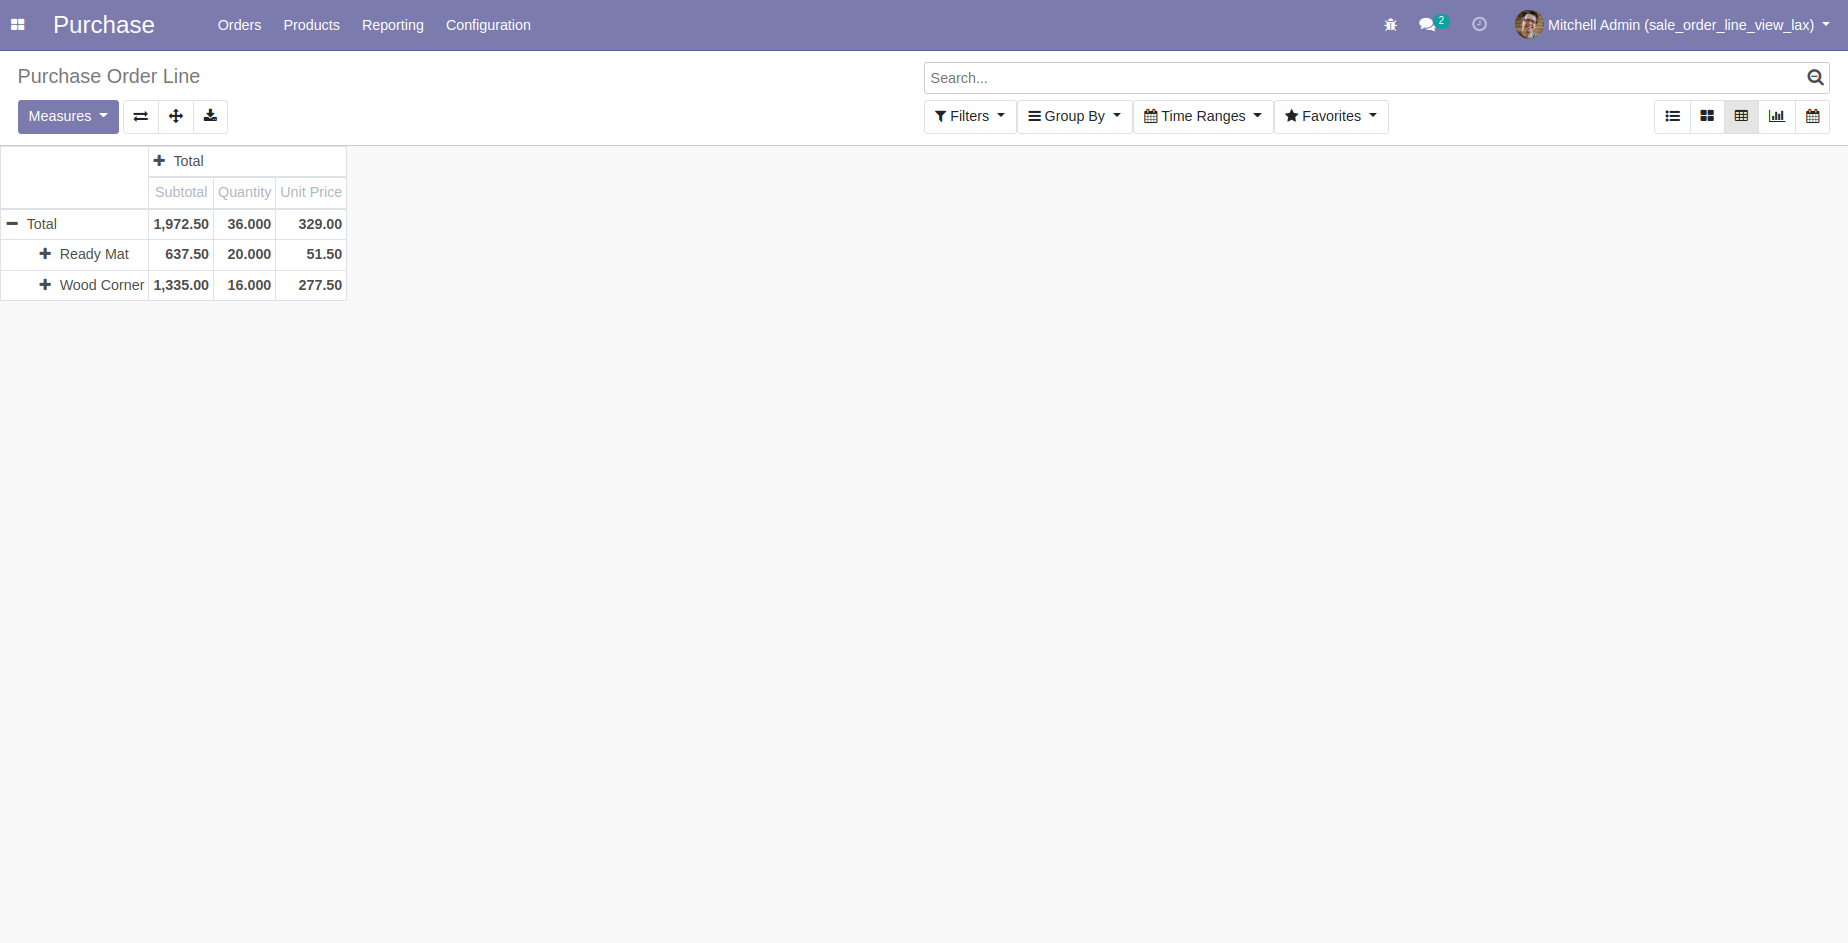 Purchase Orders Products Reporting Configuration 2 Mitchell Admin (sale_order_line_view_lax)
Purchase Order Line
Search...
Measures Filters Group By Time Ranges Favorites
Total
Subtotal Quantity Unit Price
Total 1,972.50 36.000 329.00
Ready Mat 637.50 20.000 51.50
Wood Corner 1,335.00 16.000 277.50